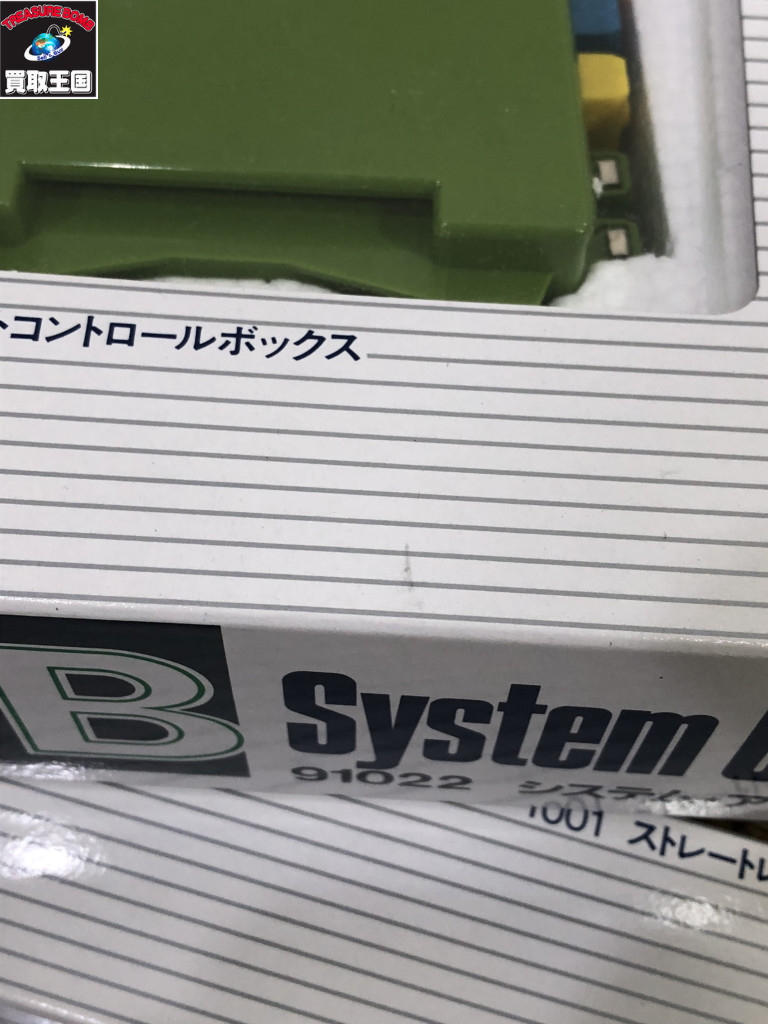 TREASURE BOMB
買取王国
トコントロールボックス
B System
91022 システム
1001 ストレートレ